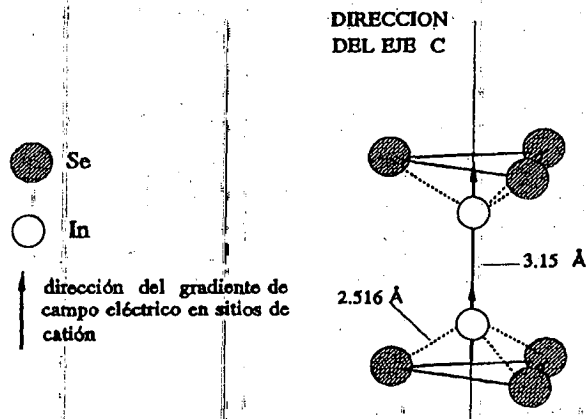 DIRECCION
DEL EJE C
Se
In
3.15 Å
dirección del gradiente de
campo eléctrico en sitios de
catión
2.516 Å